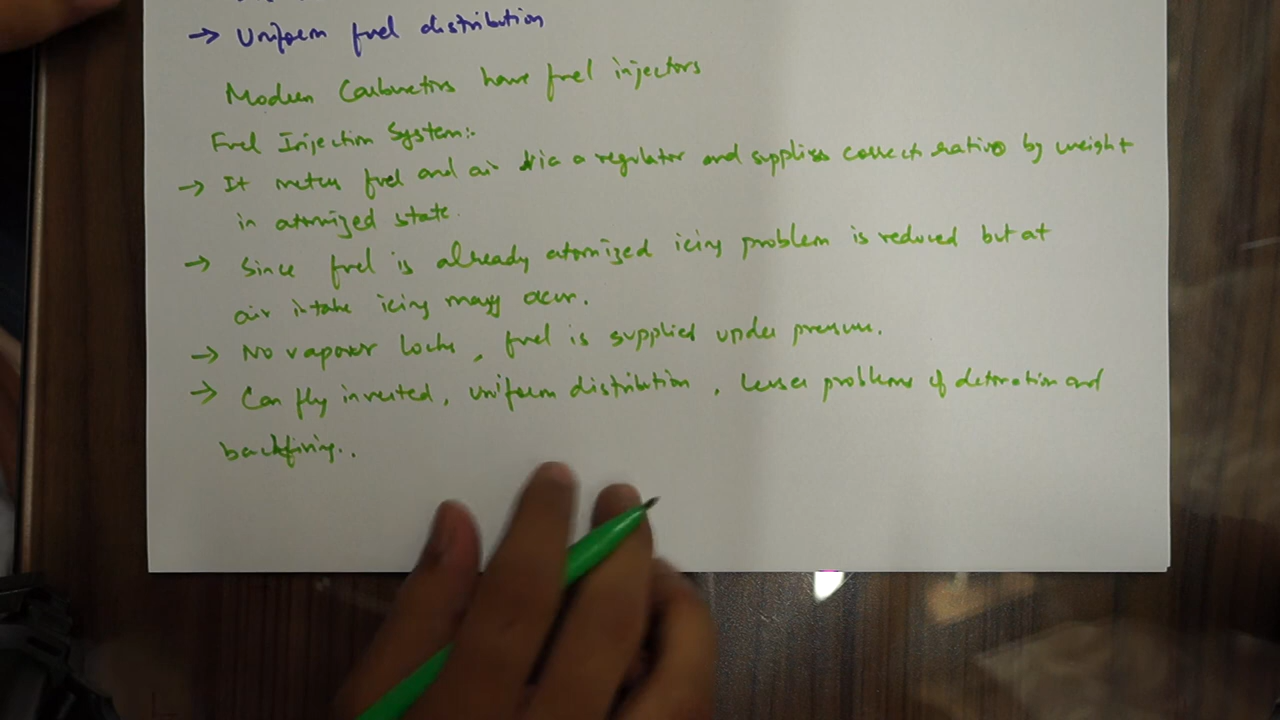 → Uniform fuel distribution
Modern Carburetors have fuel injectors
Fuel Injection System:-
→ It meters fuel and air via a regulator and supplies correct ratio by weight
in atomized state.
→ Since fuel is already atomized icing problem is reduced but at
air intake icing may occur.
→ No vapour locks, fuel is supplied under pressure.
→ Can fly inverted, uniform distribution, lesser problems of detonation and
backfiring..